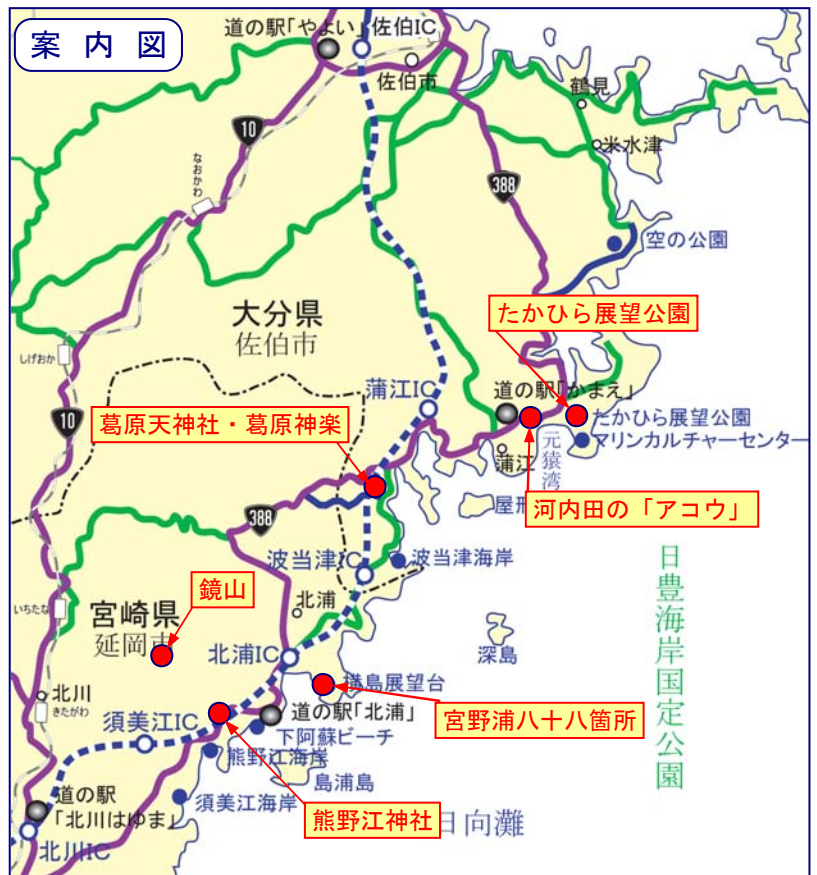 案内図
道の駅「やよい」
佐伯IC
佐伯市
鶴見
10
米水津
なおかわ
388
空の公園
大分県
佐伯市
たかひら展望公園
しげおか
蒲江IC
道の駅「かまえ」
10
葛原天神社・葛原神楽
たかひら展望公園
マリンカルチャーセンター
元猿湾
蒲江
屋形
河内田の「アコウ」
388
波当津IC
波当津海岸
日豊海岸国定公園
鏡山
いちたな
宮崎県
延岡市
北浦
北浦IC
深島
横島展望台
北川
きたがわ
須美江IC
道の駅「北浦」
宮野浦八十八箇所
下阿蘇ビーチ
熊野江海岸
島浦島
道の駅
「北川はゆま」
須美江海岸
熊野江神社
日向灘
北川IC